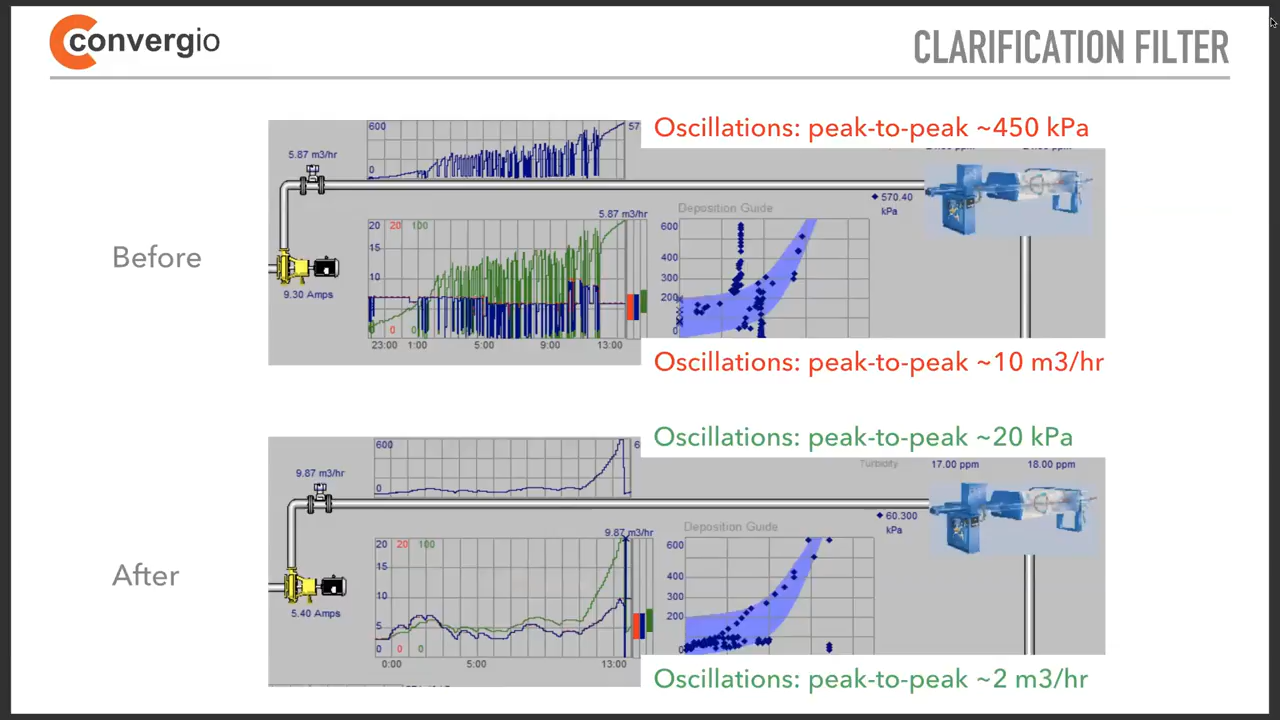 convergio
CLARIFICATION FILTER
Oscillations: peak-to-peak ~450 kPa
5.87 m3/hr
600
0
57
570.40
kPa
Before
9.30 Amps
5.87 m3/hr
20 20 100
15
10
5
0 0 0
23:00 1:00 5:00 9:00 13:00
Deposition Guide
600
400
300
200
0
Oscillations: peak-to-peak ~10 m3/hr
Oscillations: peak-to-peak ~20 kPa
9.87 m3/hr
600
0
6
Turbidity 17.00 ppm 18.00 ppm
60.300
kPa
After
5.40 Amps
9.87 m3/hr
20 20 100
15
10
5
0 0 0
0:00 5:00 13:00
Deposition Guide
600
400
200
0
Oscillations: peak-to-peak ~2 m3/hr